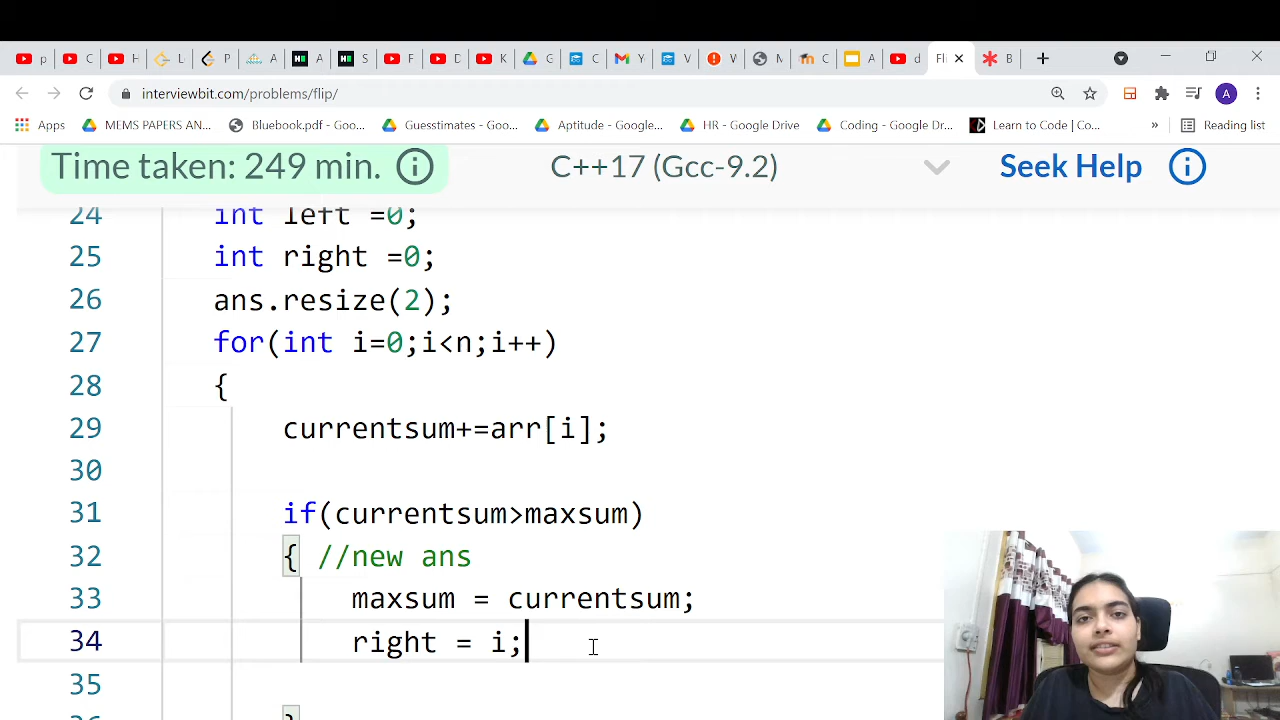 p C H L P A A S F D K G C Y V W M C A d Fli B
interviewbit.com/problems/flip/ A
Apps MEMS PAPERS AN... Bluebook.pdf - Goo... Guesstimates - Goo... Aptitude - Google... HR - Google Drive Coding - Google Dr... Learn to Code | Co... » Reading list
Time taken: 249 min. C++17 (Gcc-9.2) Seek Help
24 int left =0;
25 int right =0;
26 ans.resize(2);
27 for(int i=0;i<n;i++)
28 {
29 currentsum+=arr[i];
30
31 if(currentsum>maxsum)
32 { //new ans
33 maxsum = currentsum;
34 right = i;
35
36 }